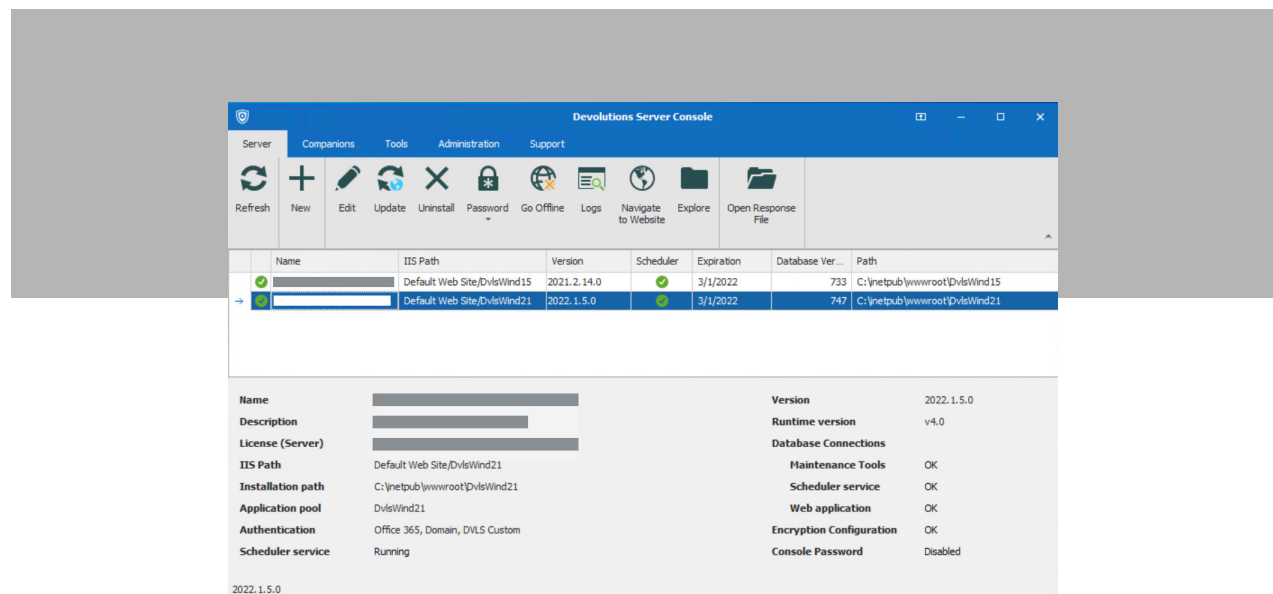 Devolutions Server Console
Server Companions Tools Administration Support
Refresh New Edit Update Uninstall Password Go Offline Logs Navigate to Website Explore Open Response File
Name IIS Path Version Scheduler Expiration Database Ver... Path
Default Web Site/DvlsWind15 2021.2.14.0 3/1/2022 733 C:\inetpub\wwwroot\DvlsWind15
Default Web Site/DvlsWind21 2022.1.5.0 3/1/2022 747 C:\inetpub\wwwroot\DvlsWind21
Name Version 2022.1.5.0
Description Runtime version v4.0
License (Server) Database Connections
IIS Path Default Web Site/DvlsWind21 Maintenance Tools OK
Installation path C:\inetpub\wwwroot\DvlsWind21 Scheduler service OK
Application pool DvlsWind21 Web application OK
Authentication Office 365, Domain, DVLS Custom Encryption Configuration OK
Scheduler service Running Console Password Disabled
2022.1.5.0